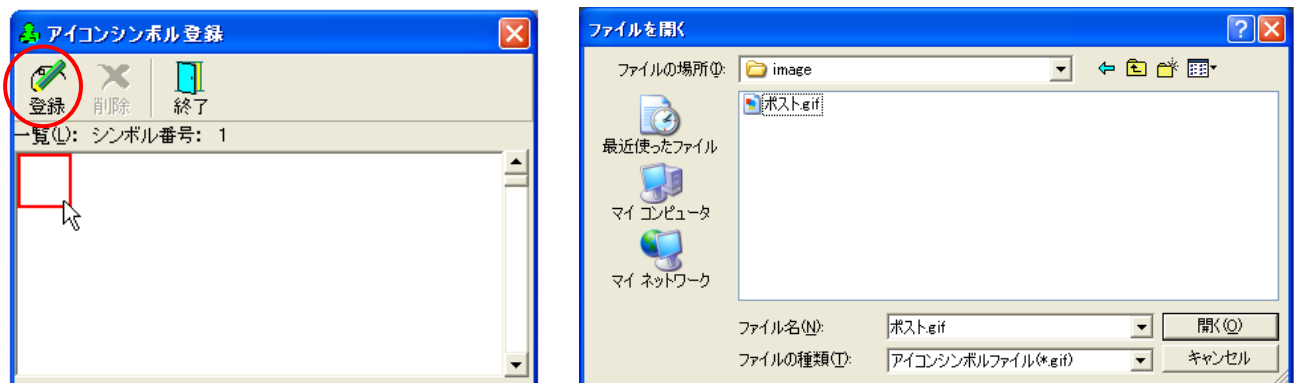 アイコンシンボル登録
登録 削除 終了
一覧(L): シンボル番号: 1
ファイルを開く
ファイルの場所(I): image
ポスト.gif
最近使ったファイル
マイ コンピュータ
マイ ネットワーク
ファイル名(N): ポスト.gif 開く(O)
ファイルの種類(T): アイコンシンボルファイル(*.gif) キャンセル